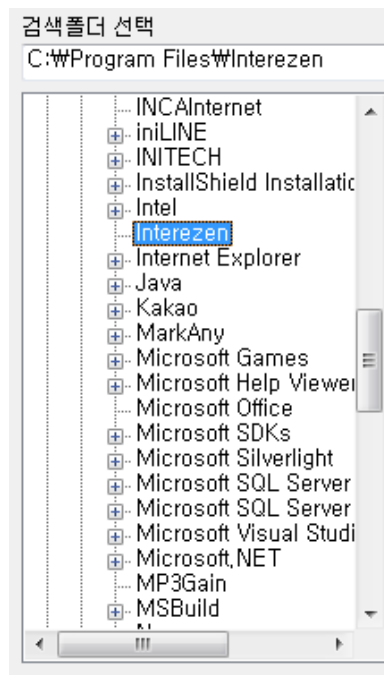 검색폴더 선택
C:₩Program Files₩Interezen
INCAInternet
iniLINE
INITECH
InstallShield Installatic
Intel
Interezen
Internet Explorer
Java
Kakao
MarkAny
Microsoft Games
Microsoft Help Viewer
Microsoft Office
Microsoft SDKs
Microsoft Silverlight
Microsoft SQL Server
Microsoft SQL Server
Microsoft Visual Studi
Microsoft.NET
MP3Gain
MSBuild